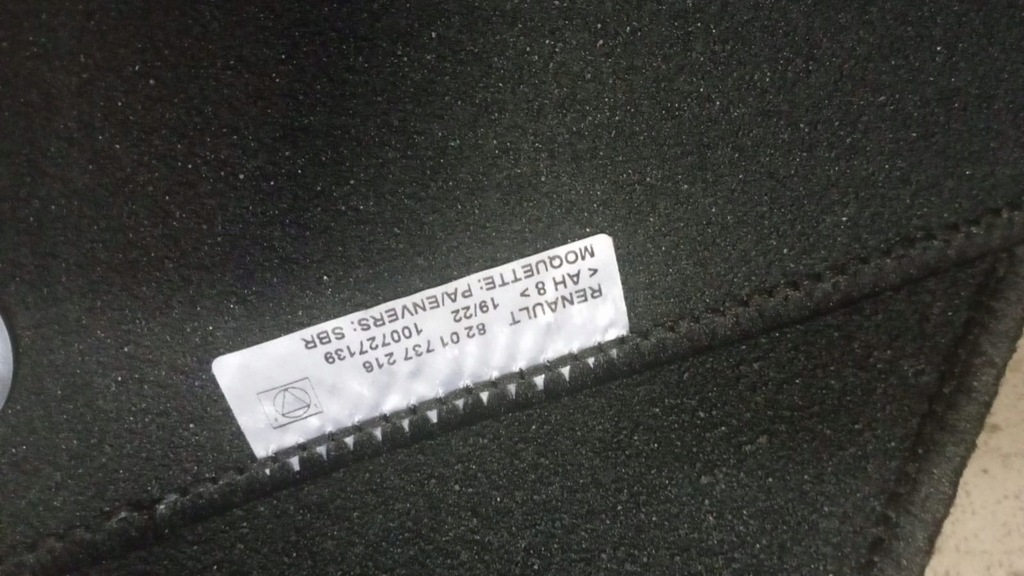 RENAULT 82 01 737 216
< AH 8 > 19/22 100727139
MOQUETTE: PA/ENVERS: SBR